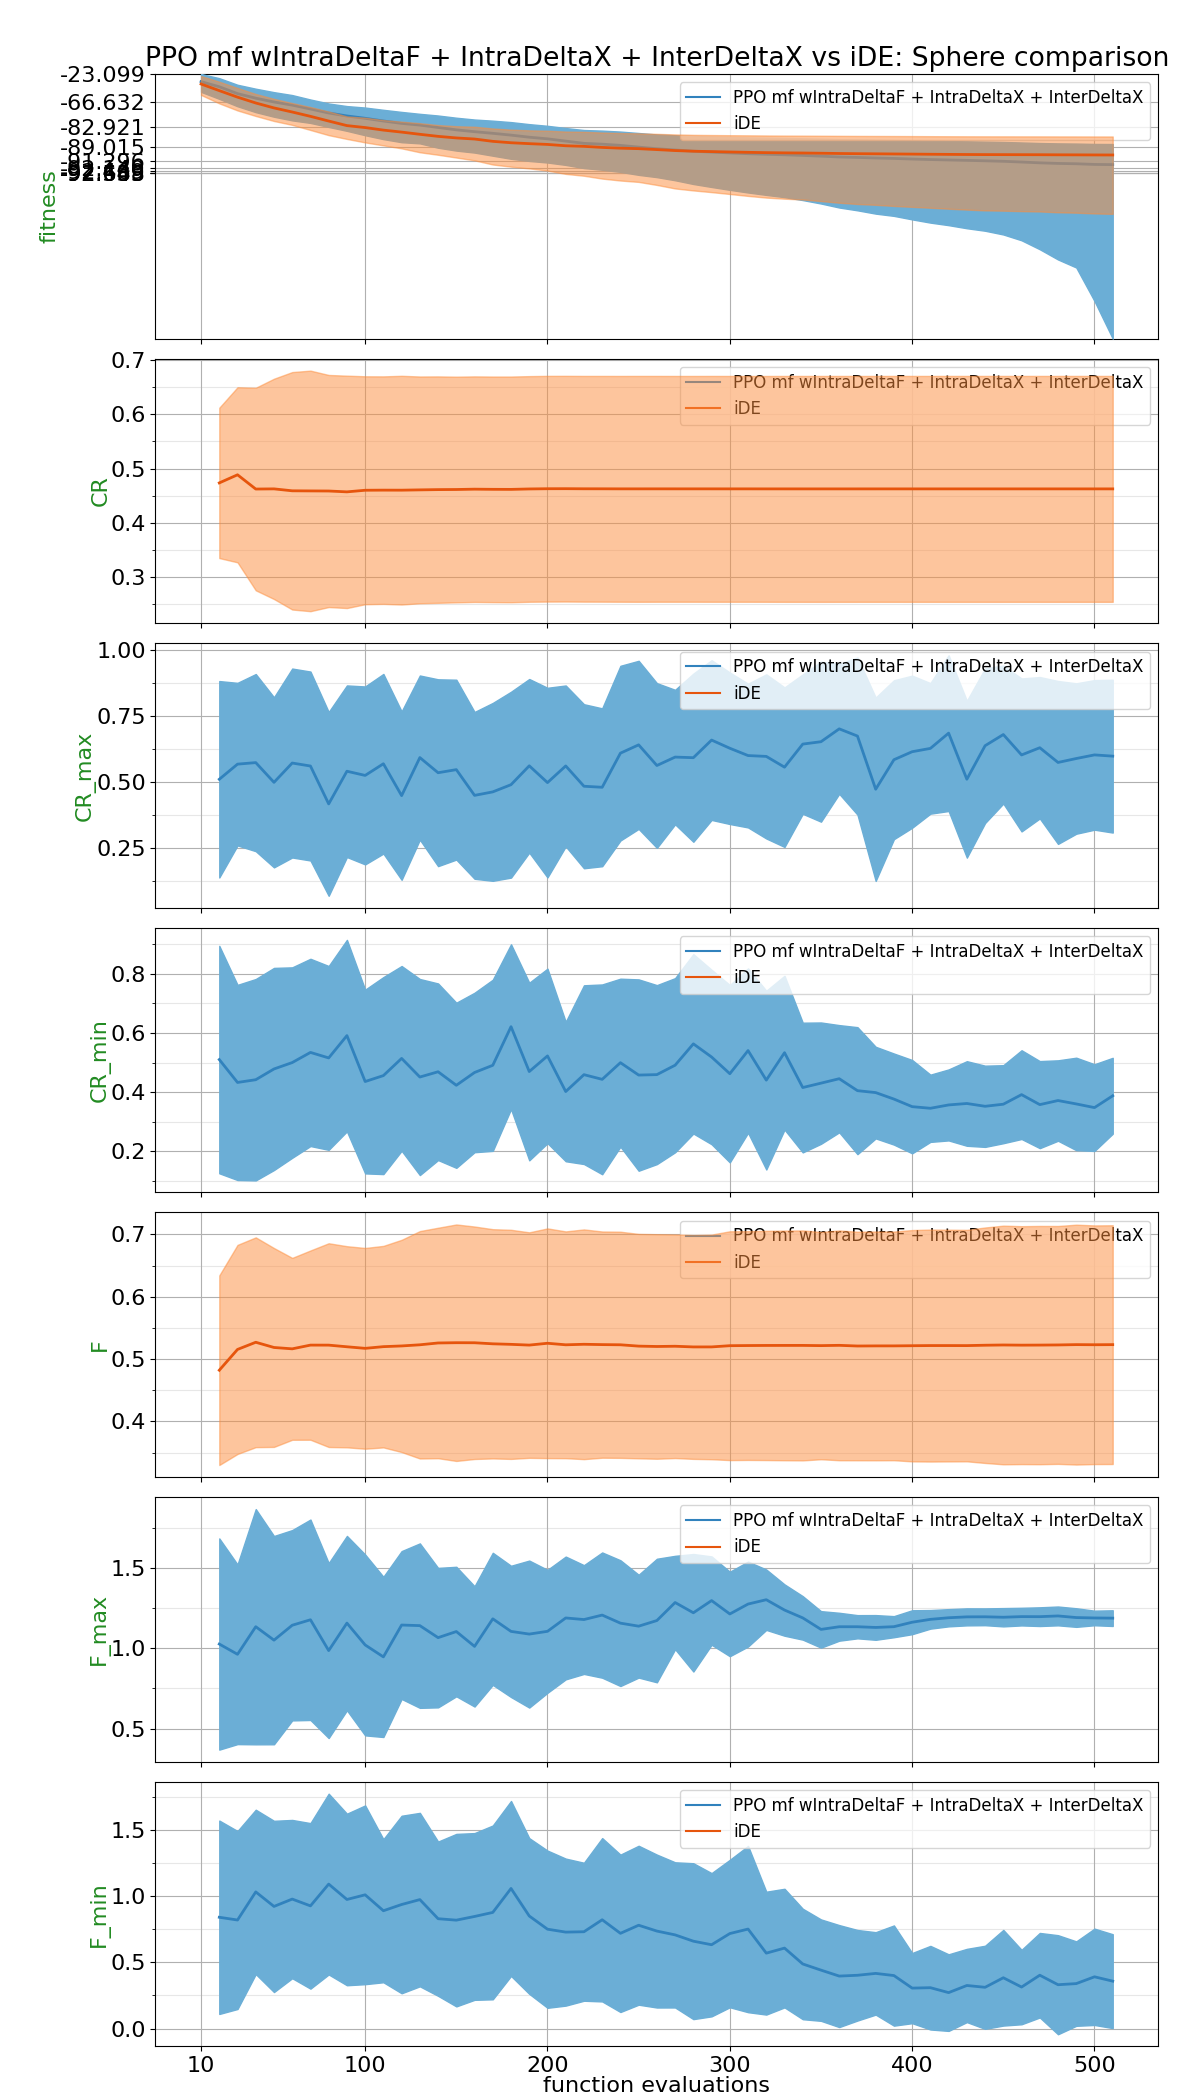 PPO mf wIntraDeltaF + IntraDeltaX + InterDeltaX vs iDE: Sphere comparison
-23.099
-66.632
-82.921
-89.015
fitness
PPO mf wIntraDeltaF + IntraDeltaX + InterDeltaX
iDE
0.7
0.6
0.5
0.4
0.3
CR
PPO mf wIntraDeltaF + IntraDeltaX + InterDeltaX
iDE
1.00
0.75
0.50
0.25
CR_max
PPO mf wIntraDeltaF + IntraDeltaX + InterDeltaX
iDE
0.8
0.6
0.4
0.2
CR_min
PPO mf wIntraDeltaF + IntraDeltaX + InterDeltaX
iDE
0.7
0.6
0.5
0.4
F
PPO mf wIntraDeltaF + IntraDeltaX + InterDeltaX
iDE
1.5
1.0
0.5
F_max
PPO mf wIntraDeltaF + IntraDeltaX + InterDeltaX
iDE
1.5
1.0
0.5
0.0
F_min
PPO mf wIntraDeltaF + IntraDeltaX + InterDeltaX
iDE
10 100 200 300 400 500
function evaluations